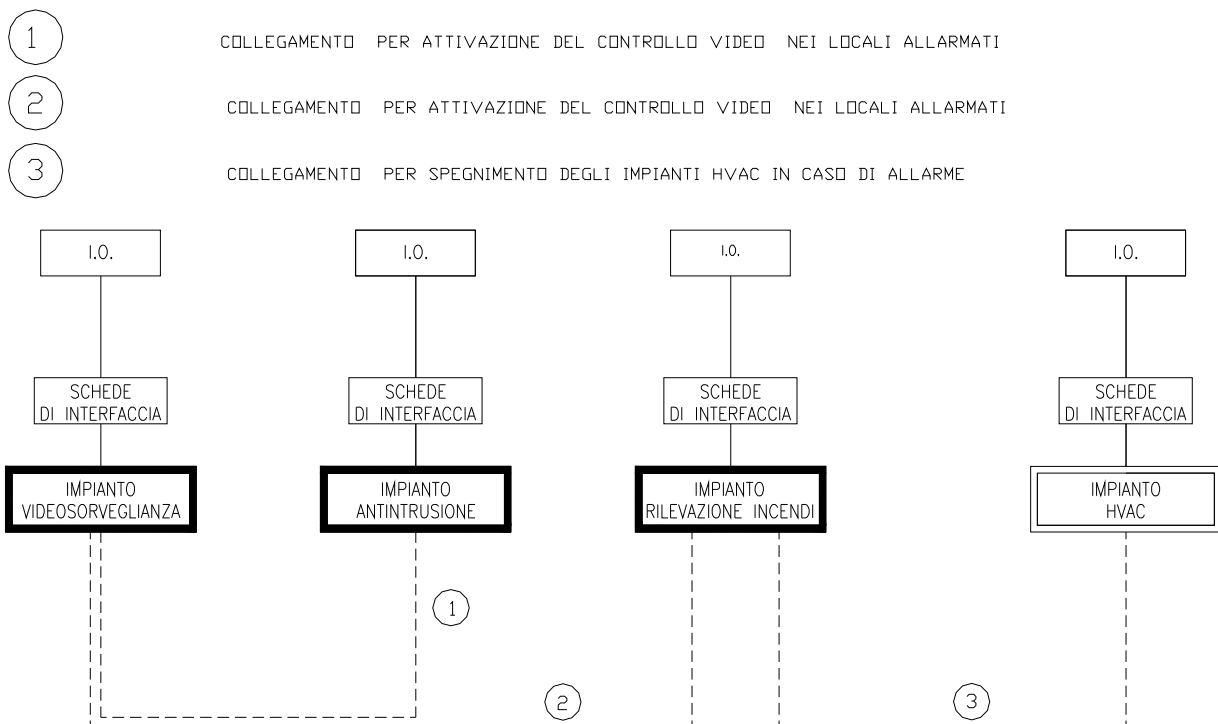 1 COLLEGAMENTO PER ATTIVAZIONE DEL CONTROLLO VIDEO NEI LOCALI ALLARMATI
2 COLLEGAMENTO PER ATTIVAZIONE DEL CONTROLLO VIDEO NEI LOCALI ALLARMATI
3 COLLEGAMENTO PER SPEGNIMENTO DEGLI IMPIANTI HVAC IN CASO DI ALLARME
I.O.
I.O.
I.O.
I.O.
SCHEDE
DI INTERFACCIA
SCHEDE
DI INTERFACCIA
SCHEDE
DI INTERFACCIA
SCHEDE
DI INTERFACCIA
IMPIANTO
VIDEOSORVEGLIANZA
IMPIANTO
ANTINTRUSIONE
IMPIANTO
RILEVAZIONE INCENDI
IMPIANTO
HVAC
1
2
3